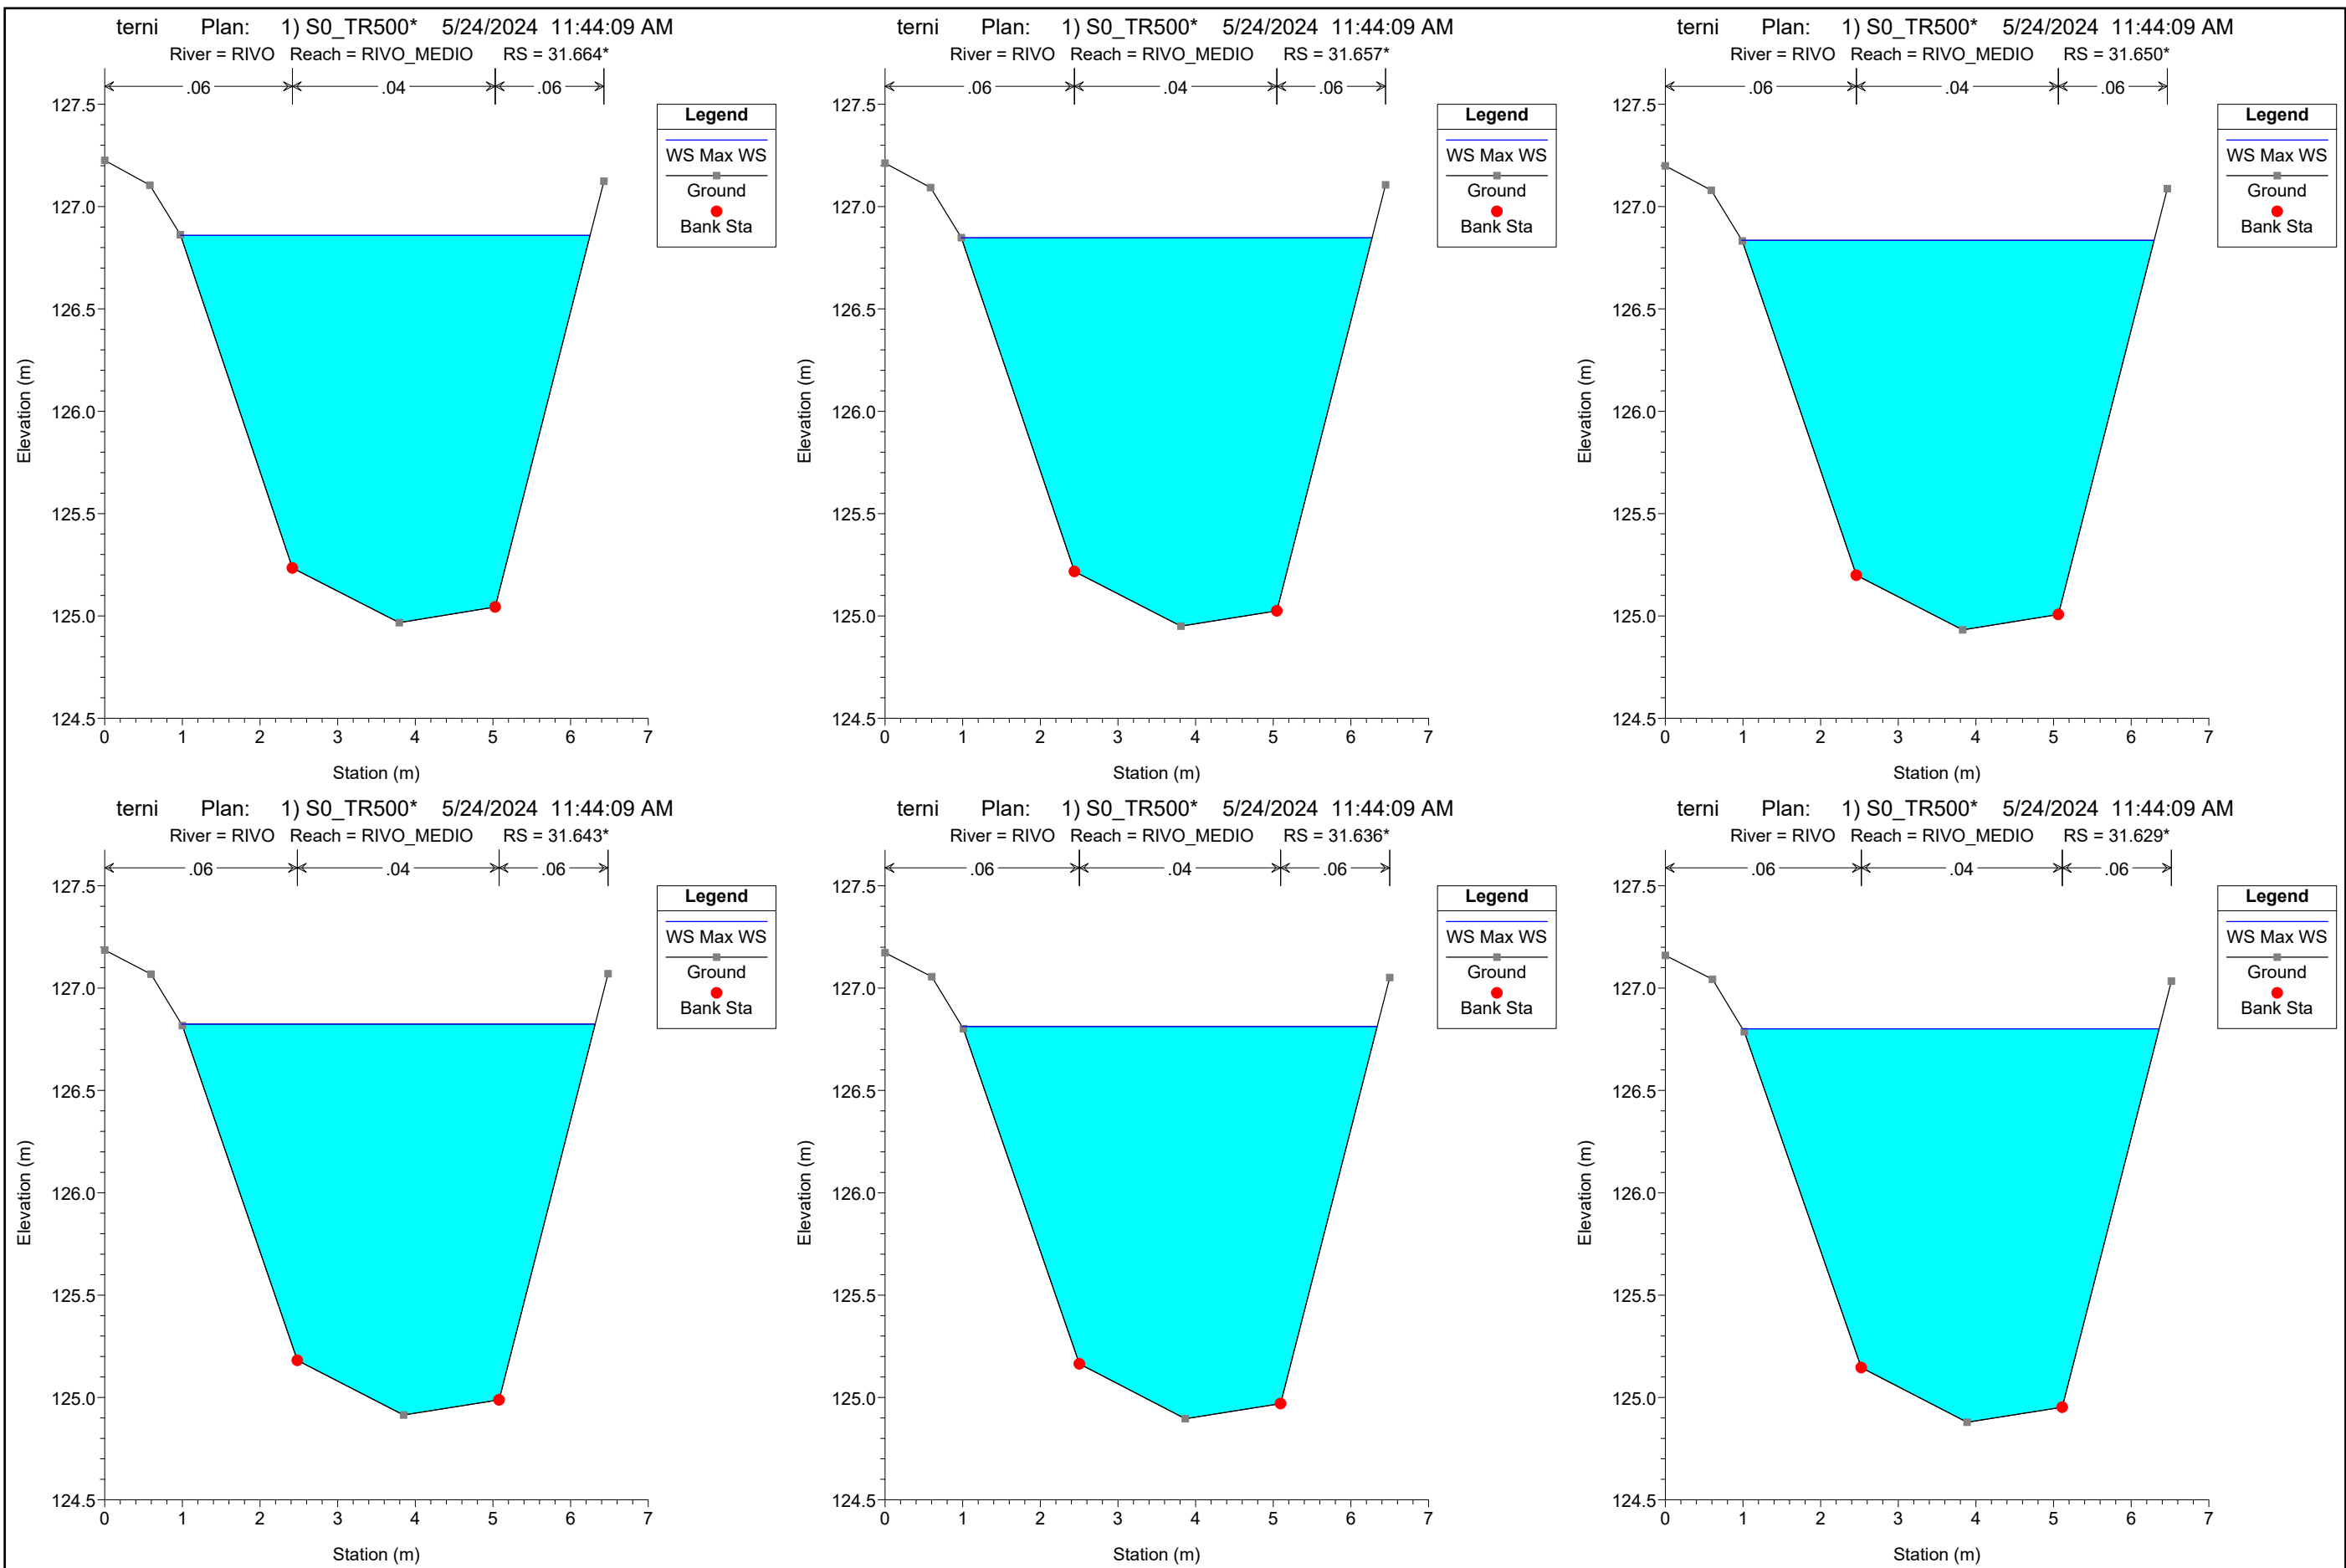 terni Plan: 1) S0_TR500* 5/24/2024 11:44:09 AM
River = RIVO Reach = RIVO_MEDIO RS = 31.664*
.06 .04 .06
127.5
127.0
126.5
126.0
125.5
125.0
124.5
0 1 2 3 4 5 6 7
Station (m)
Elevation (m)
Legend
WS Max WS
Ground
Bank Sta
terni Plan: 1) S0_TR500* 5/24/2024 11:44:09 AM
River = RIVO Reach = RIVO_MEDIO RS = 31.657*
.06 .04 .06
127.5
127.0
126.5
126.0
125.5
125.0
124.5
0 1 2 3 4 5 6 7
Station (m)
Elevation (m)
Legend
WS Max WS
Ground
Bank Sta
terni Plan: 1) S0_TR500* 5/24/2024 11:44:09 AM
River = RIVO Reach = RIVO_MEDIO RS = 31.650*
.06 .04 .06
127.5
127.0
126.5
126.0
125.5
125.0
124.5
0 1 2 3 4 5 6 7
Station (m)
Elevation (m)
Legend
WS Max WS
Ground
Bank Sta
terni Plan: 1) S0_TR500* 5/24/2024 11:44:09 AM
River = RIVO Reach = RIVO_MEDIO RS = 31.643*
.06 .04 .06
127.5
127.0
126.5
126.0
125.5
125.0
124.5
0 1 2 3 4 5 6 7
Station (m)
Elevation (m)
Legend
WS Max WS
Ground
Bank Sta
terni Plan: 1) S0_TR500* 5/24/2024 11:44:09 AM
River = RIVO Reach = RIVO_MEDIO RS = 31.636*
.06 .04 .06
127.5
127.0
126.5
126.0
125.5
125.0
124.5
0 1 2 3 4 5 6 7
Station (m)
Elevation (m)
Legend
WS Max WS
Ground
Bank Sta
terni Plan: 1) S0_TR500* 5/24/2024 11:44:09 AM
River = RIVO Reach = RIVO_MEDIO RS = 31.629*
.06 .04 .06
127.5
127.0
126.5
126.0
125.5
125.0
124.5
0 1 2 3 4 5 6 7
Station (m)
Elevation (m)
Legend
WS Max WS
Ground
Bank Sta